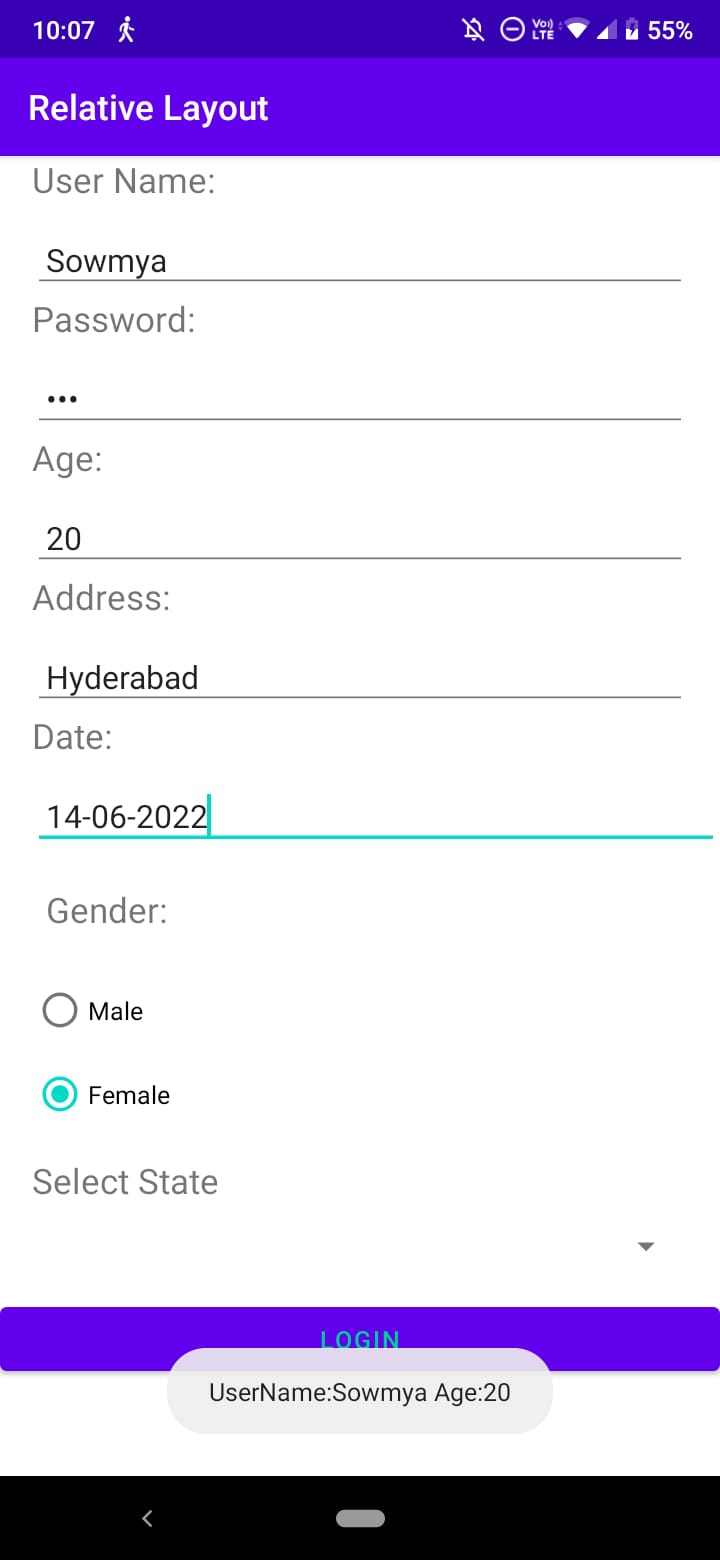 10:07 Vo)) LTE 55%
Relative Layout
User Name:
Sowmya
Password:
•••
Age:
20
Address:
Hyderabad
Date:
14-06-2022
Gender:
Male
Female
Select State
LOGIN
UserName:Sowmya Age:20